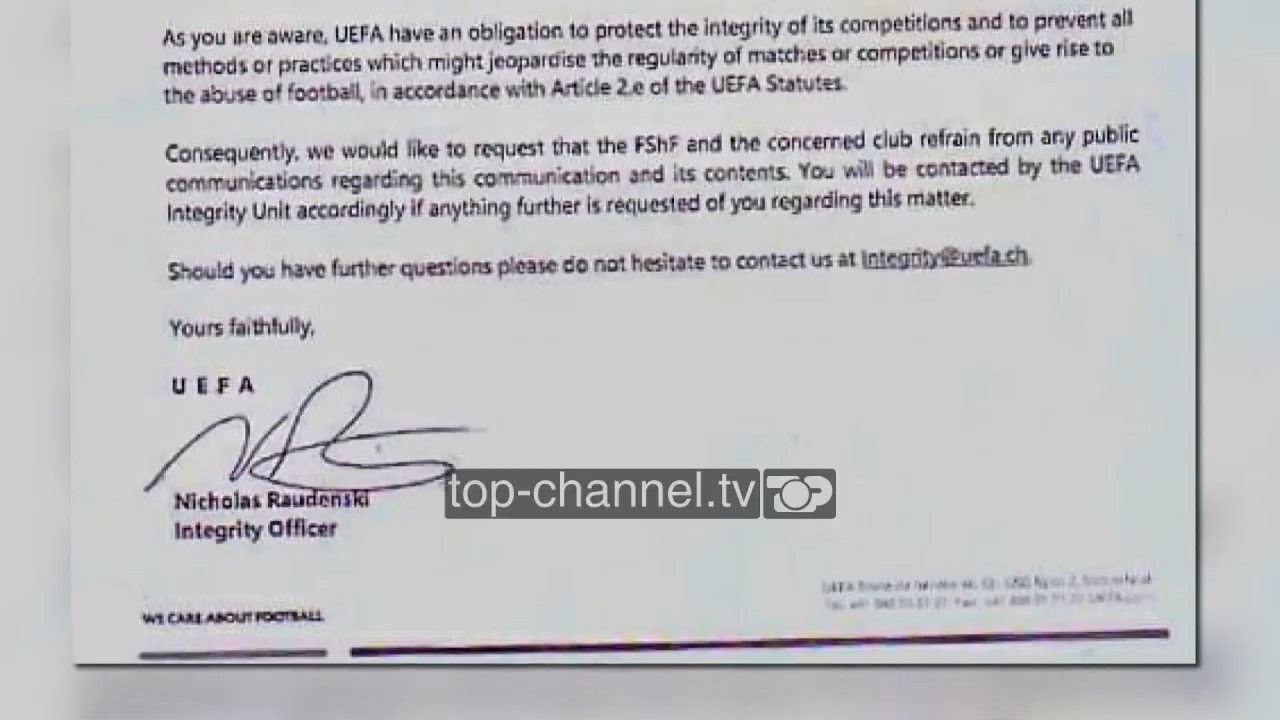 As you are aware, UEFA have an obligation to protect the integrity of its competitions and to prevent all
methods or practices which might jeopardise the regularity of matches or competitions or give rise to
the abuse of football, in accordance with Article 2.e of the UEFA Statutes.
Consequently, we would like to request that the FShF and the concerned club refrain from any public
communications regarding this communication and its contents. You will be contacted by the UEFA
Integrity Unit accordingly if anything further is requested of you regarding this matter.
Should you have further questions please do not hesitate to contact us at Integrity@uefa.ch.
Yours faithfully,
UEFA
top-channel.tv
Nicholas Raudenski
Integrity Officer
UEFA
WE CARE ABOUT FOOTBALL